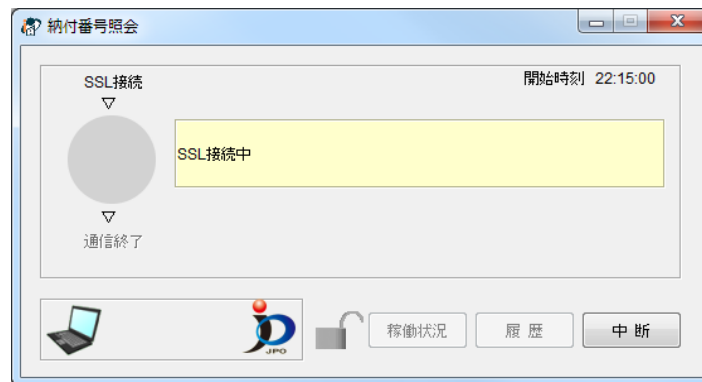 納付番号照会
SSL接続
開始時刻 22:15:00
▽
SSL接続中
▽
通信終了
JPO
稼働状況
履 歴
中 断